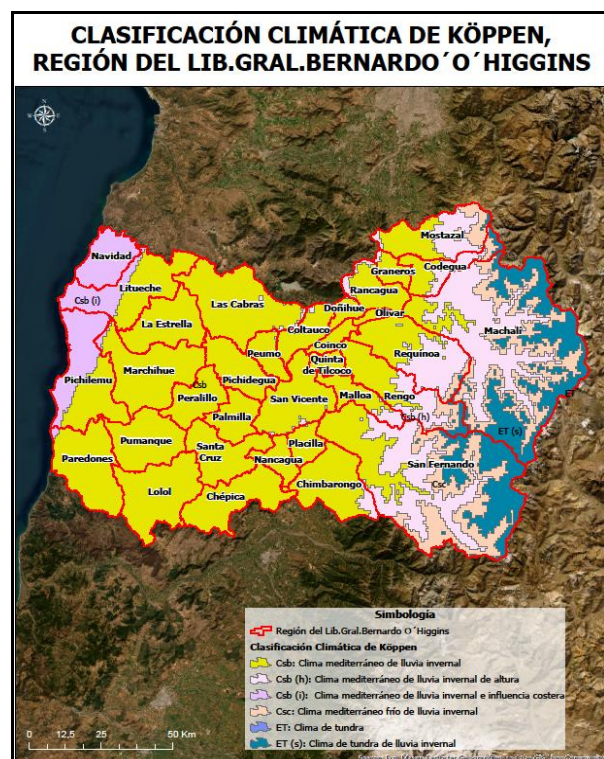 CLASIFICACIÓN CLIMÁTICA DE KÖPPEN,
REGIÓN DEL LIB.GRAL.BERNARDO´O´HIGGINS
N
Mostazal
Navidad
Graneros
Codegua
Litueche
Rancagua
Csb (i)
Las Cabras
Doñihue
Olivar
La Estrella
Coltauco
Machalí
Coinco
Peumo
Requinoa
Marchihue
Quinta
de Tilcoco
Pichilemu
Pichidegua
Csb
Peralillo
San Vicente
Malloa
Rengo
ET
Palmilla
Csb (h)
ET (s)
Pumanque
Santa
Cruz
Placilla
San Fernando
Paredones
Nancagua
Csc
Lolol
Chépica
Chimbarongo
Simbología
Región del Lib.Gral.Bernardo O´Higgins
Clasificación Climática de Köppen
Csb: Clima mediterráneo de lluvia invernal
Csb (h): Clima mediterráneo de lluvia invernal de altura
Csb (i): Clima mediterráneo de lluvia invernal e influencia costera
Csc: Clima mediterráneo frío de lluvia invernal
ET: Clima de tundra
ET (s): Clima de tundra de lluvia invernal
0 12,5 25 50 Km